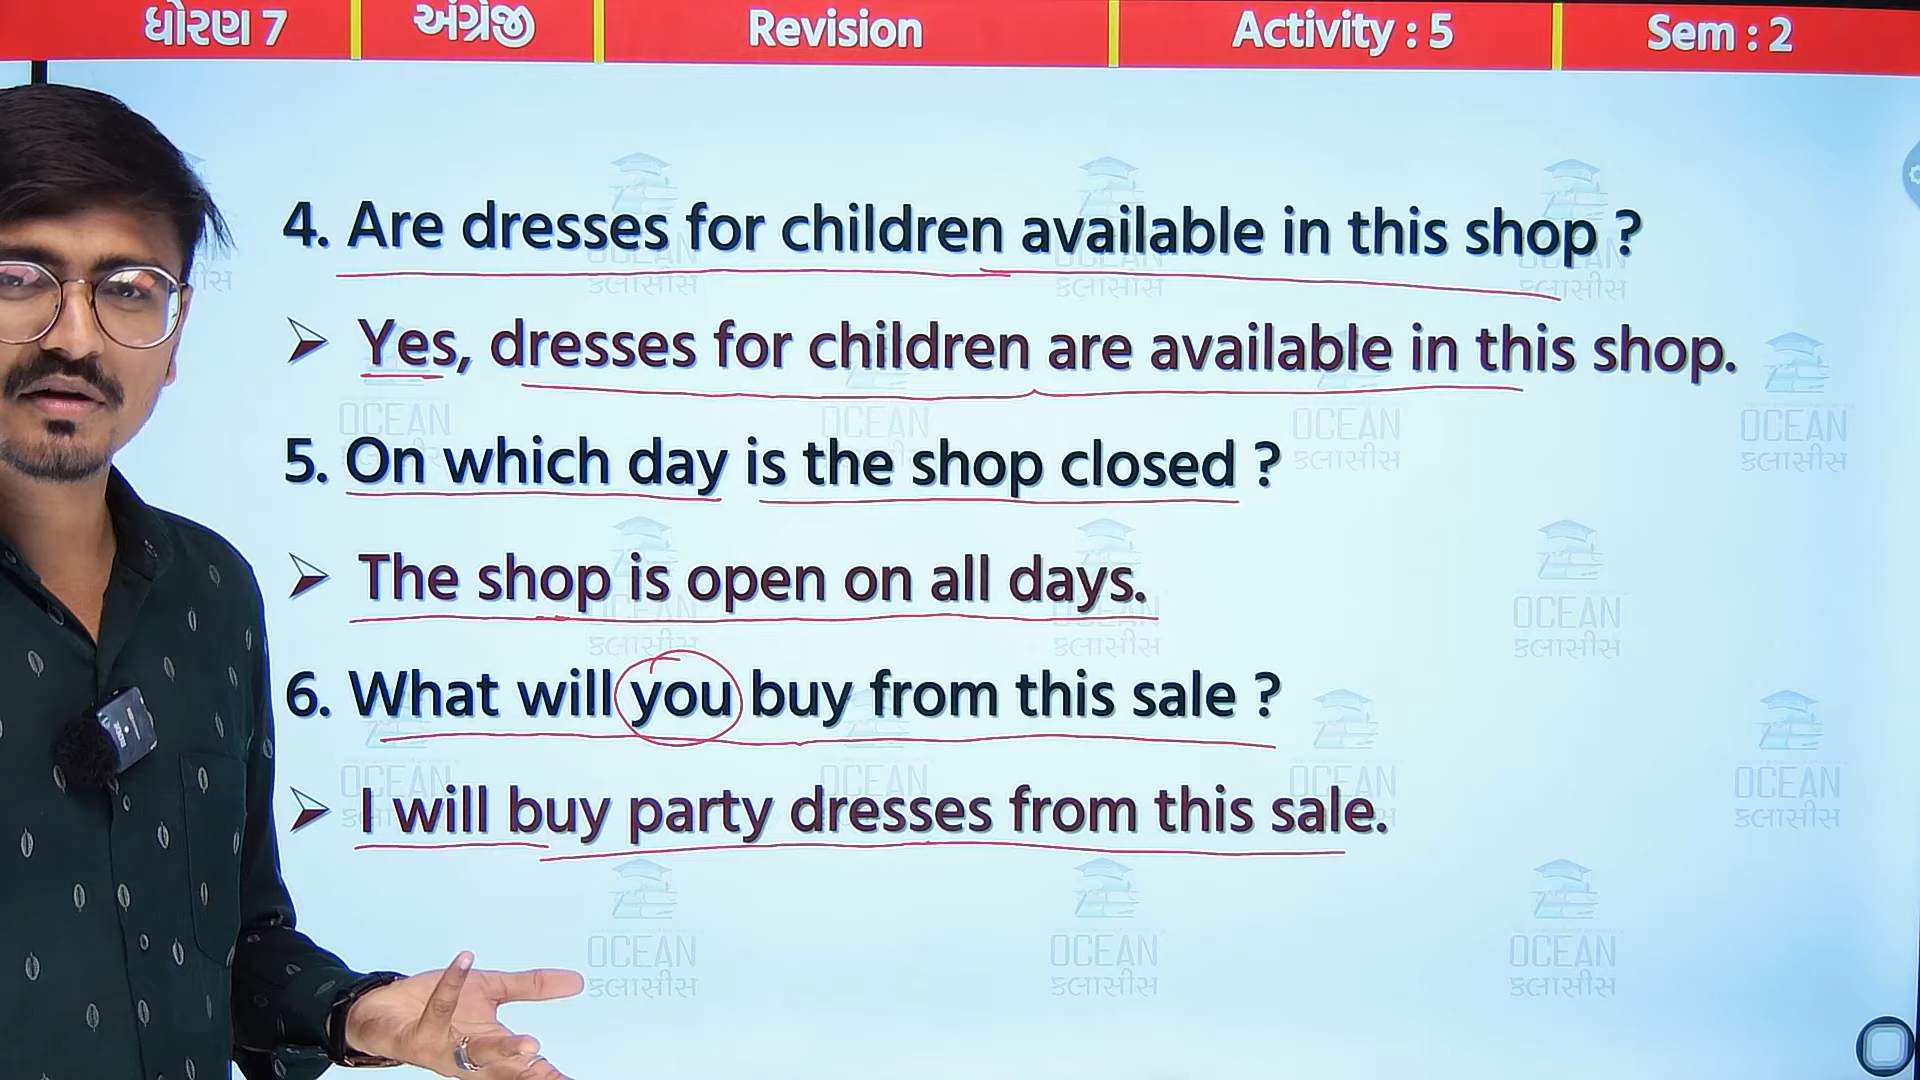 ધોરણ 7 અંગ્રેજી Revision Activity : 5 Sem : 2
4. Are dresses for children available in this shop ?
➢ Yes, dresses for children are available in this shop.
5. On which day is the shop closed ?
➢ The shop is open on all days.
6. What will you buy from this sale ?
➢ I will buy party dresses from this sale.
OCEAN
ક્લાસીસ